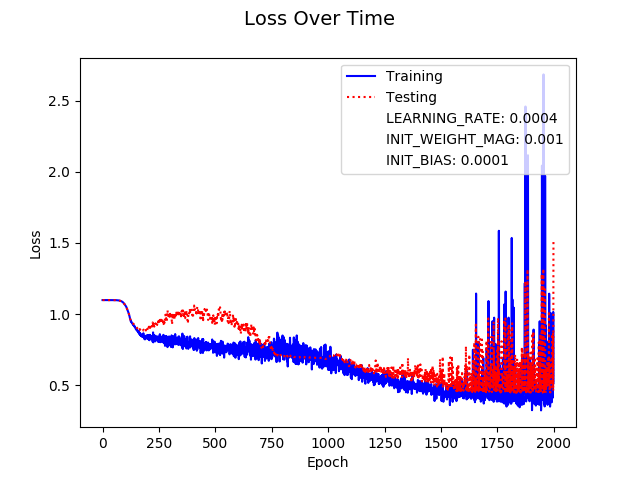 Loss Over Time
Training
Testing
LEARNING_RATE: 0.0004
INIT_WEIGHT_MAG: 0.001
INIT_BIAS: 0.0001
2.5
2.0
1.5
1.0
0.5
Loss
0 250 500 750 1000 1250 1500 1750 2000
Epoch